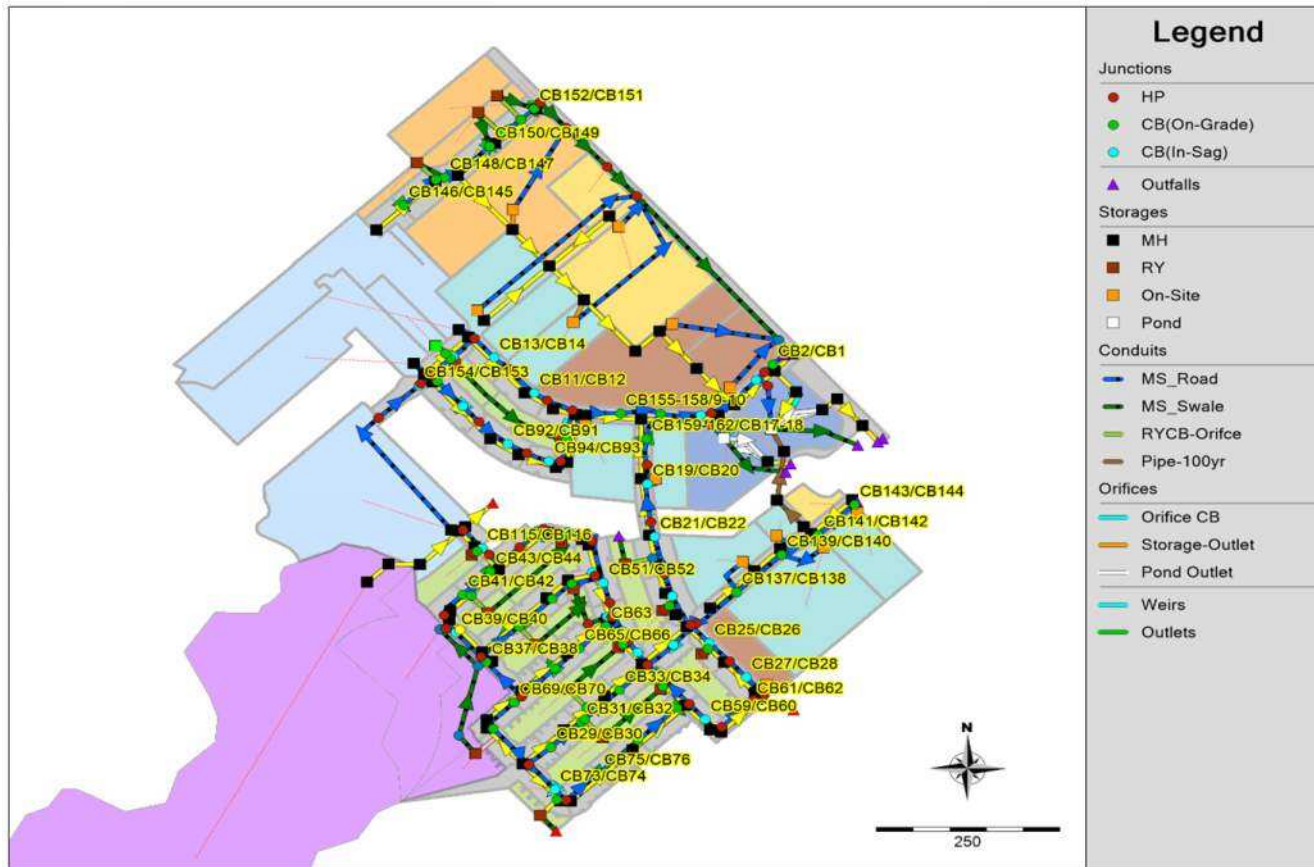 CB152/CB151
CB150/CB149
CB148/CB147
CB146/CB145
CB13/CB14
CB2/CB1
CB154/CB153
CB11/CB12
CB155-158/9-10
CB92/CB91
CB159-162/CB17-18
CB94/CB93
CB19/CB20
CB143/CB144
CB21/CB22
CB141/CB142
CB115/CB116
CB139/CB140
CB43/CB44
CB51/CB52
CB41/CB42
CB137/CB138
CB39/CB40
CB63
CB25/CB26
CB65/CB66
CB37/CB38
CB27/CB28
CB33/CB34
CB69/CB70
CB61/CB62
CB31/CB32
CB59/CB60
CB29/CB30
CB75/CB76
CB73/CB74
N
250
Legend
Junctions
HP
CB(On-Grade)
CB(In-Sag)
Outfalls
Storages
MH
RY
On-Site
Pond
Conduits
MS_Road
MS_Swale
RYCB-Orifce
Pipe-100yr
Orifices
Orifice CB
Storage-Outlet
Pond Outlet
Weirs
Outlets